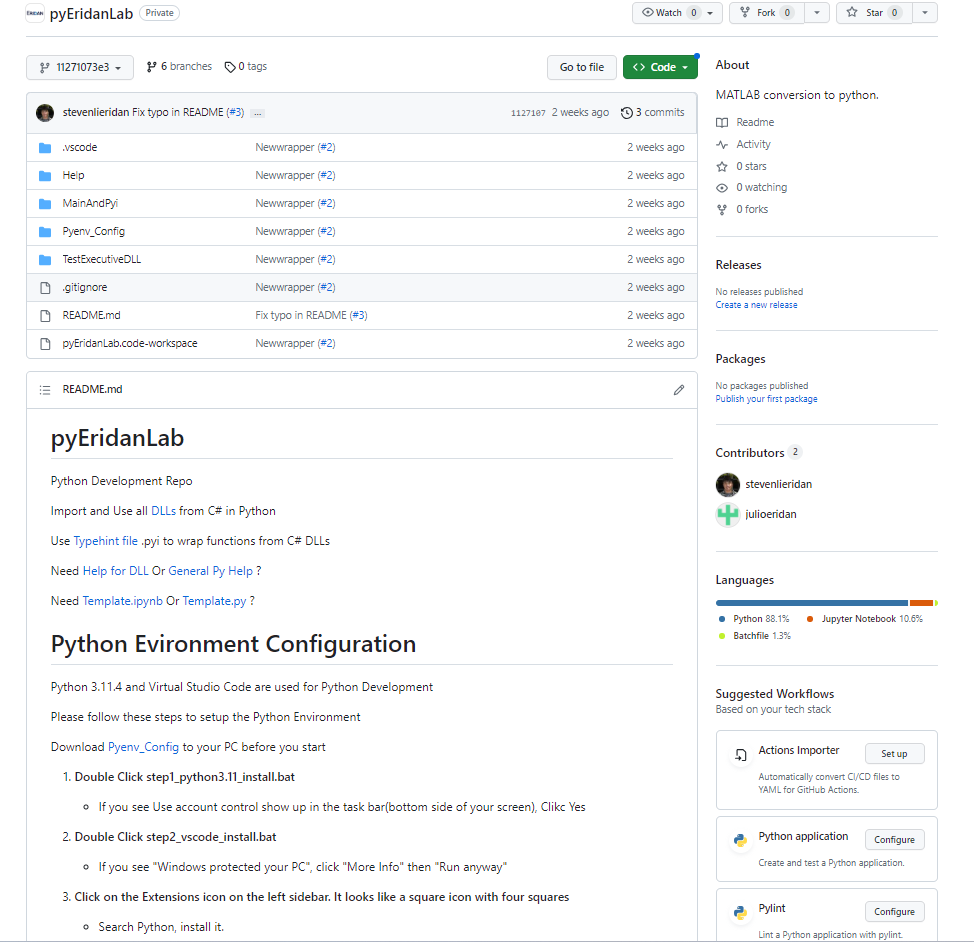 ERIDAN pyEridanLab Private Watch 0 Fork 0 Star 0
11271073e3 6 branches 0 tags Go to file Code
stevenlieridan Fix typo in README (#3) ... 1127107 2 weeks ago 3 commits
.vscode Newwrapper (#2) 2 weeks ago
Help Newwrapper (#2) 2 weeks ago
MainAndPyi Newwrapper (#2) 2 weeks ago
Pyenv_Config Newwrapper (#2) 2 weeks ago
TestExecutiveDLL Newwrapper (#2) 2 weeks ago
.gitignore Newwrapper (#2) 2 weeks ago
README.md Fix typo in README (#3) 2 weeks ago
pyEridanLab.code-workspace Newwrapper (#2) 2 weeks ago
README.md
pyEridanLab
Python Development Repo
Import and Use all DLLs from C# in Python
Use Typehint file .pyi to wrap functions from C# DLLs
Need Help for DLL Or General Py Help ?
Need Template.ipynb Or Template.py ?
Python Evironment Configuration
Python 3.11.4 and Virtual Studio Code are used for Python Development
Please follow these steps to setup the Python Environment
Download Pyenv_Config to your PC before you start
1. Double Click step1_python3.11_install.bat
If you see Use account control show up in the task bar(bottom side of your screen), Clikc Yes
2. Double Click step2_vscode_install.bat
If you see "Windows protected your PC", click "More Info" then "Run anyway"
3. Click on the Extensions icon on the left sidebar. It looks like a square icon with four squares
Search Python, install it.
About
MATLAB conversion to python.
Readme
Activity
0 stars
0 watching
0 forks
Releases
No releases published
Create a new release
Packages
No packages published
Publish your first package
Contributors 2
stevenlieridan
julioeridan
Languages
Python 88.1% Jupyter Notebook 10.6%
Batchfile 1.3%
Suggested Workflows
Based on your tech stack
Actions Importer Set up
Automatically convert CI/CD files to
YAML for GitHub Actions.
Python application Configure
Create and test a Python application.
Pylint Configure
Lint a Python application with pylint.